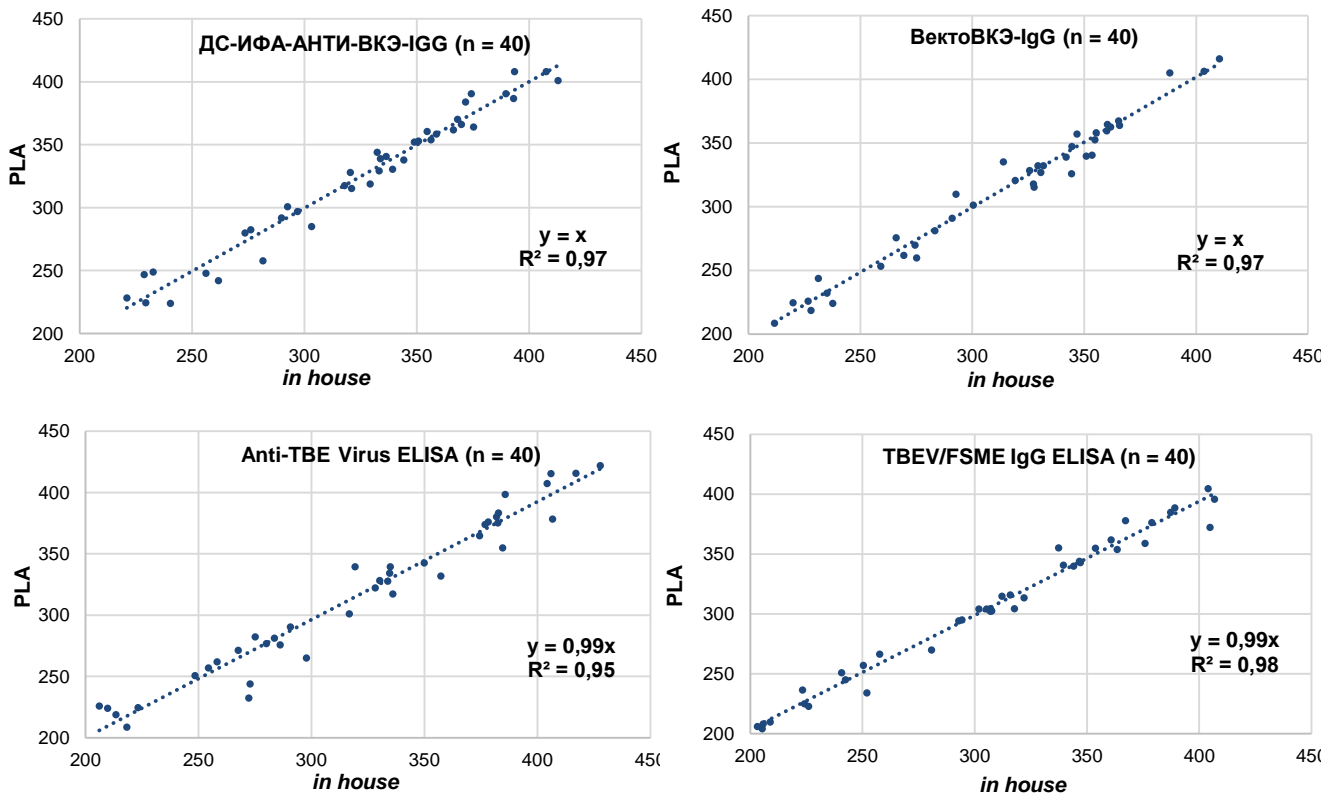 ДС-ИФА-АНТИ-ВКЭ-IGG (n = 40)
450
400
350
300
250
200
PLA
y = x
R² = 0,97
200 250 300 350 400 450
in house
ВектоВКЭ-IgG (n = 40)
450
400
350
300
250
200
PLA
y = x
R² = 0,97
200 250 300 350 400 450
in house
Anti-TBE Virus ELISA (n = 40)
450
400
350
300
250
200
PLA
y = 0,99x
R² = 0,95
200 250 300 350 400 450
in house
TBEV/FSME IgG ELISA (n = 40)
450
400
350
300
250
200
PLA
y = 0,99x
R² = 0,98
200 250 300 350 400 450
in house